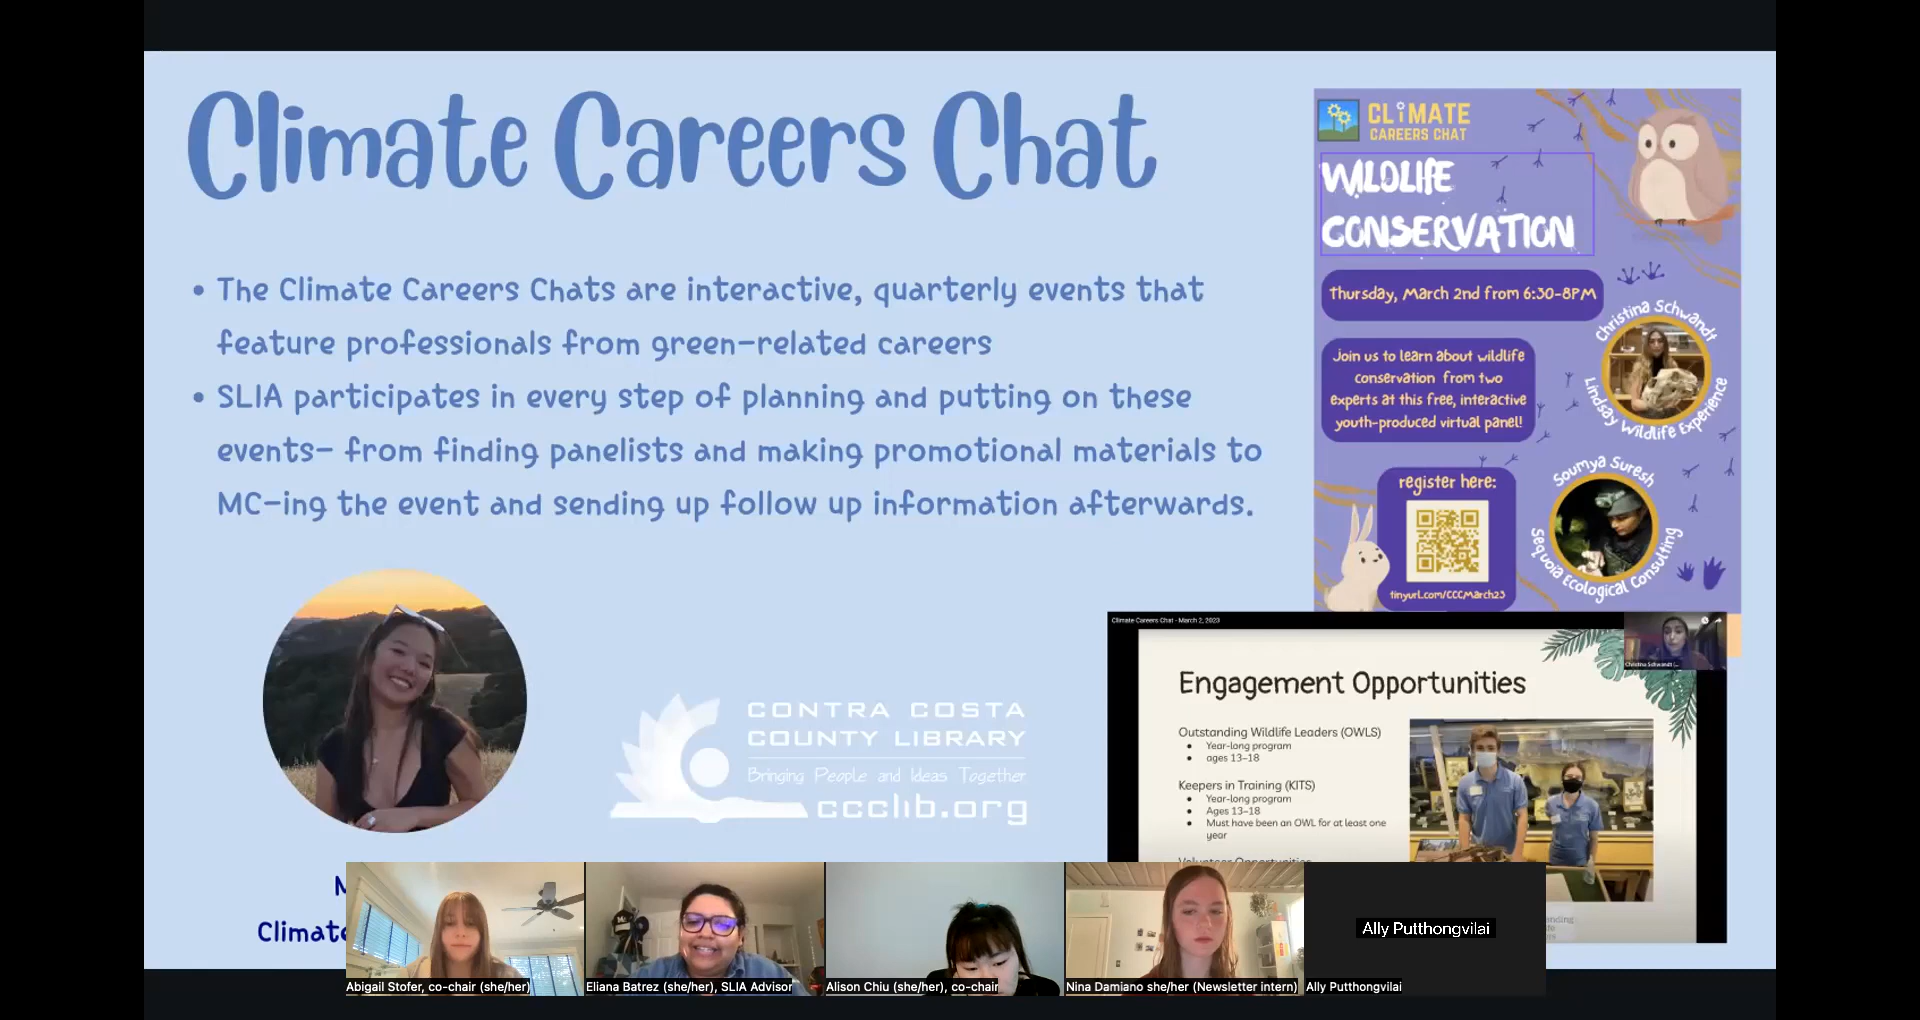 Climate Careers Chat
• The Climate Careers Chats are interactive, quarterly events that
feature professionals from green-related careers
• SLIA participates in every step of planning and putting on these
events- from finding panelists and making promotional materials to
MC-ing the event and sending up follow up information afterwards.
CLiMATE
CAREERS CHAT
WILDLIFE
CONSERVATION
Thursday, March 2nd from 6:30-8PM
Join us to learn about wildlife
conservation from two
experts at this free, interactive
youth-produced virtual panel!
Christina Schwandt
Lindsay Wildlife Experience
Soumya Suresh
Sequoia Ecological Consulting
register here:
tinyurl.com/CCCMarch23
CONTRA COSTA
COUNTY LIBRARY
Bringing People and Ideas Together
ccclib.org
Climate Careers Chat - March 2, 2023
Christina Schwandt (...
Engagement Opportunities
Outstanding Wildlife Leaders (OWLS)
• Year-long program
• ages 13-18
Keepers in Training (KITS)
• Year-long program
• Ages 13-18
• Must have been an OWL for at least one
year
Volunteer Opportunities
Climate
Ally Putthongvilai
Abigail Stofer, co-chair (she/her)
Eliana Batrez (she/her), SLIA Advisor
Alison Chiu (she/her), co-chair
Nina Damiano she/her (Newsletter intern)
Ally Putthongvilai